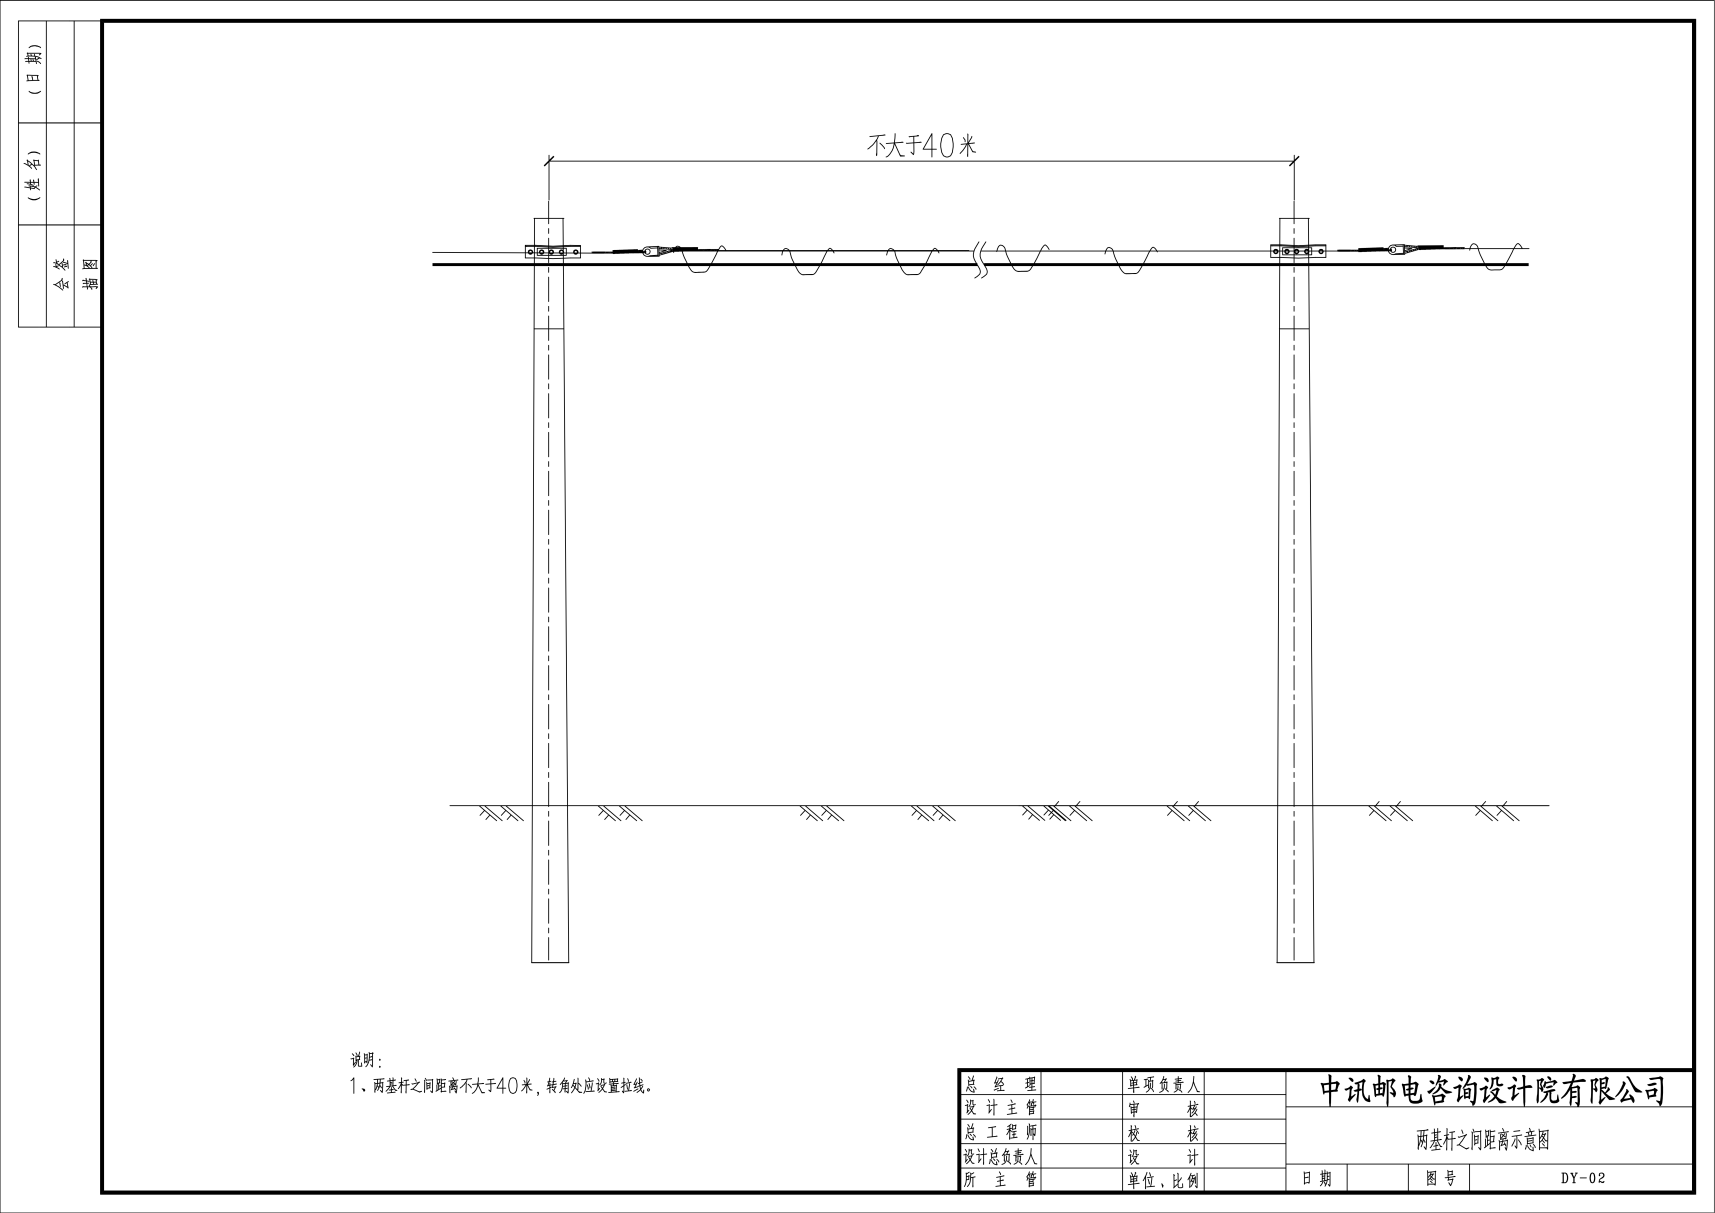 (日 期)
(姓 名)
会 签
描 图
不大于40米
说明：
1、两基杆之间距离不大于40米，转角处应设置拉线。
总 经 理 单项负责人 中讯邮电咨询设计院有限公司
设 计 主 管 审 核
总 工 程 师 校 核 两基杆之间距离示意图
设计总负责人 设 计
所 主 管 单位、比例 日 期 图 号 DY-02